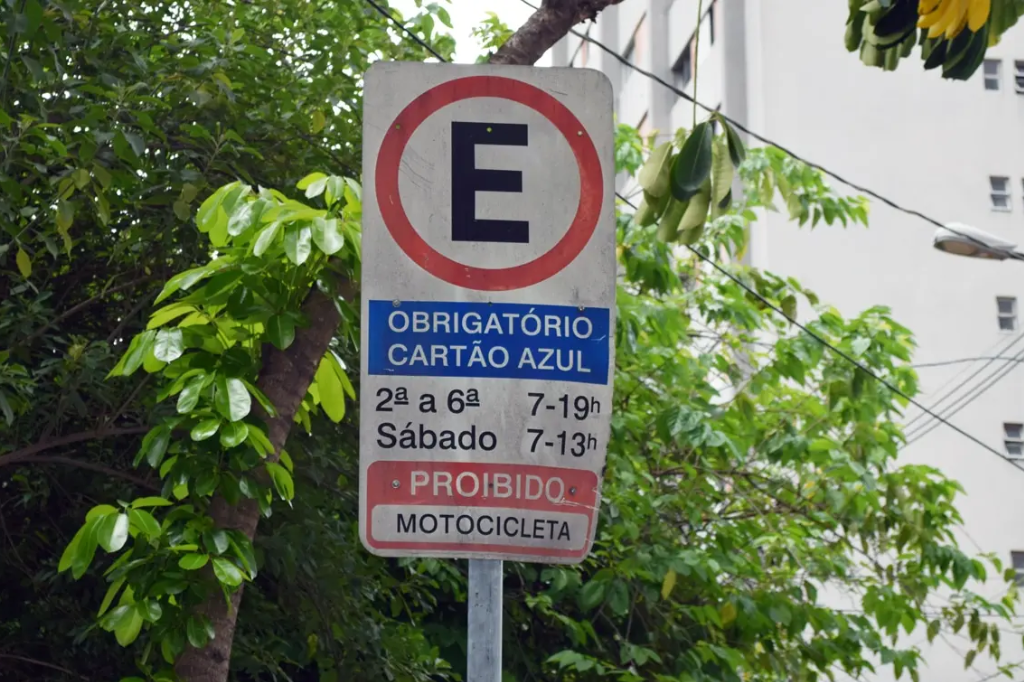 E
OBRIGATÓRIO
CARTÃO AZUL
2ª a 6ª 7-19h
Sábado 7-13h
PROIBIDO
MOTOCICLETA